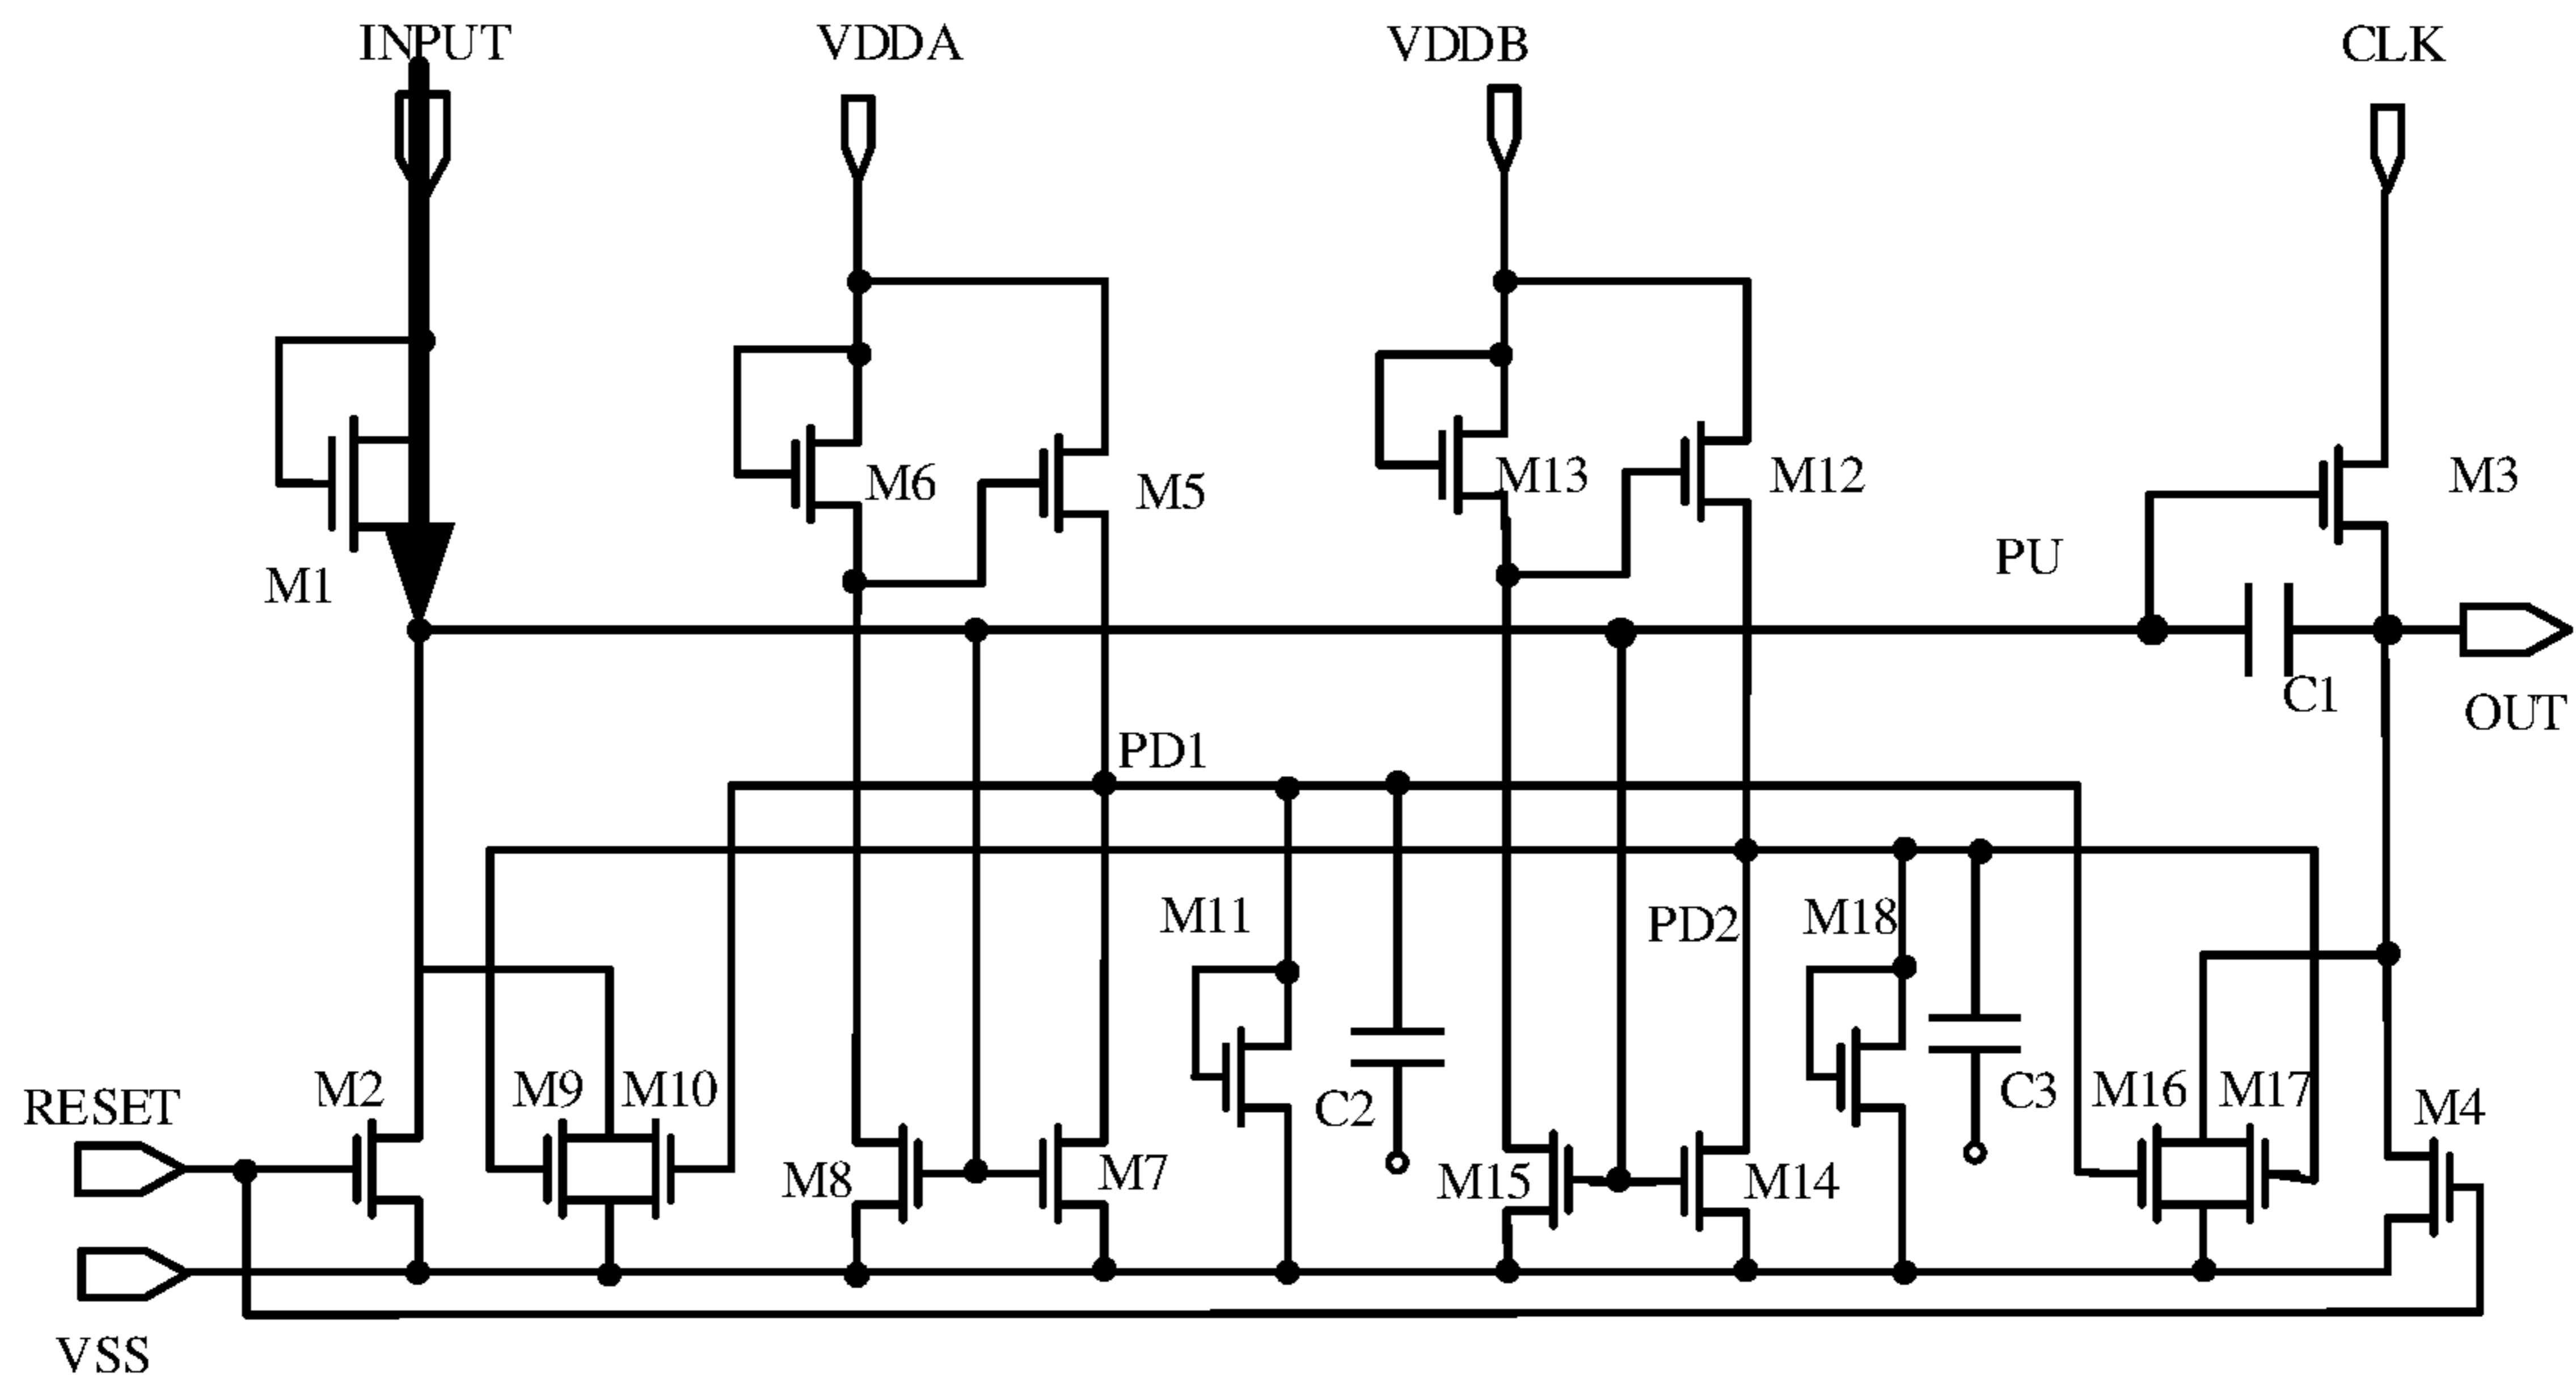 INPUT
VDDA
VDDB
CLK
M6
M5
M13
M12
M3
M1
PU
C1
OUT
PD1
M11
PD2
M18
RESET
M2
M9
M10
C2
C3
M16
M17
M4
M8
M7
M15
M14
VSS